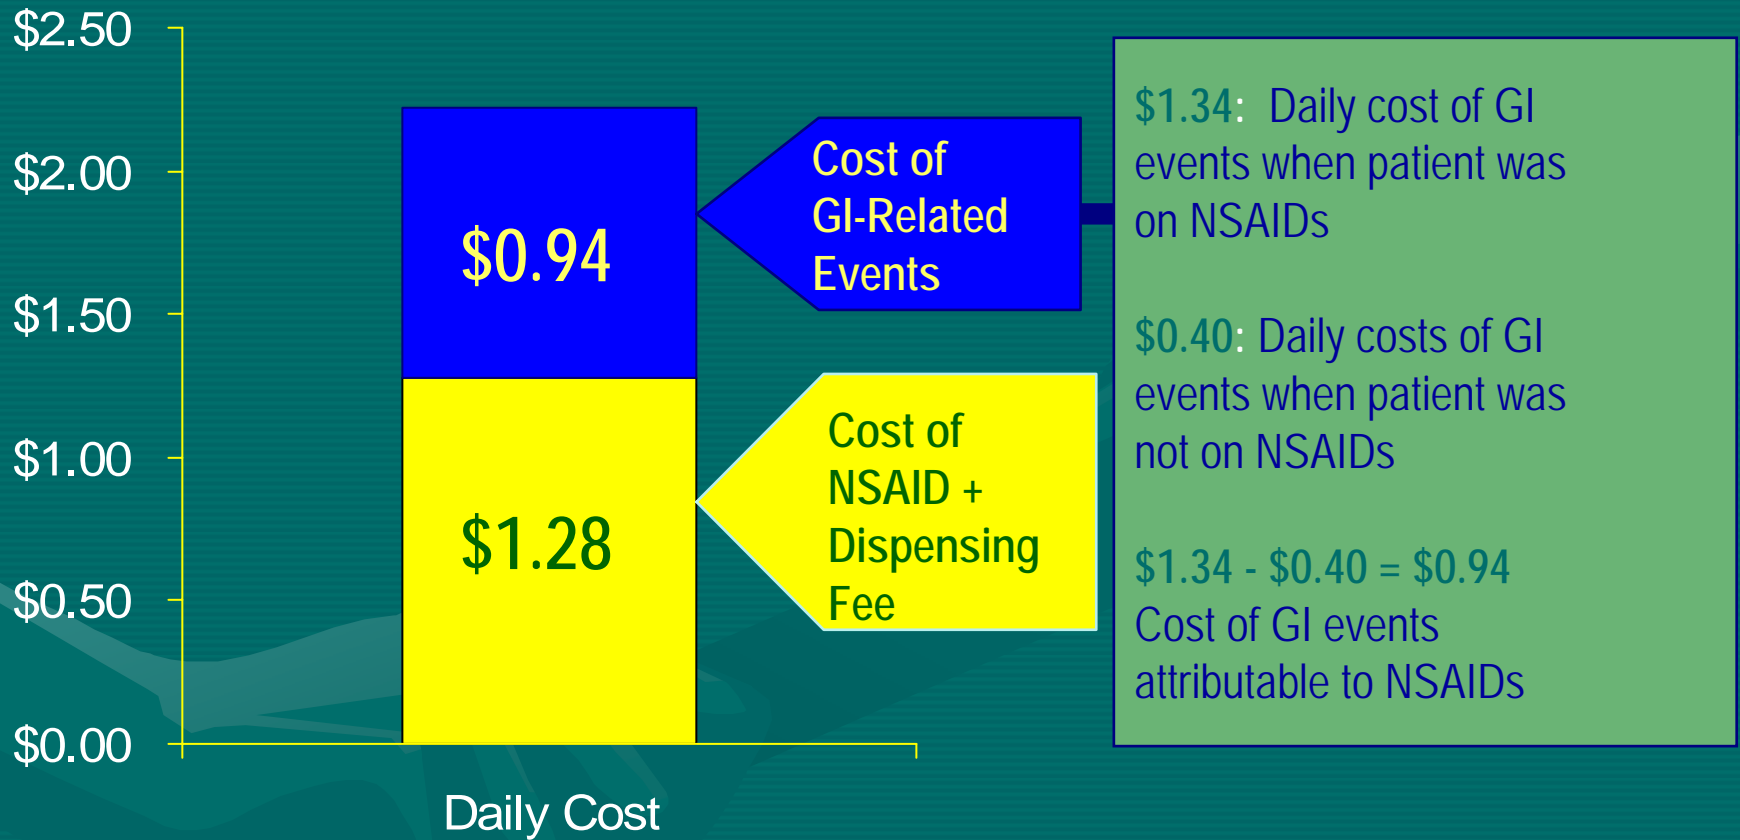 $2.50
$2.00
$1.50
$1.00
$0.50
$0.00
$0.94
$1.28
Daily Cost
Cost of
GI-Related
Events
Cost of
NSAID +
Dispensing
Fee
$1.34: Daily cost of GI
events when patient was
on NSAIDs
$0.40: Daily costs of GI
events when patient was
not on NSAIDs
$1.34 - $0.40 = $0.94
Cost of GI events
attributable to NSAIDs